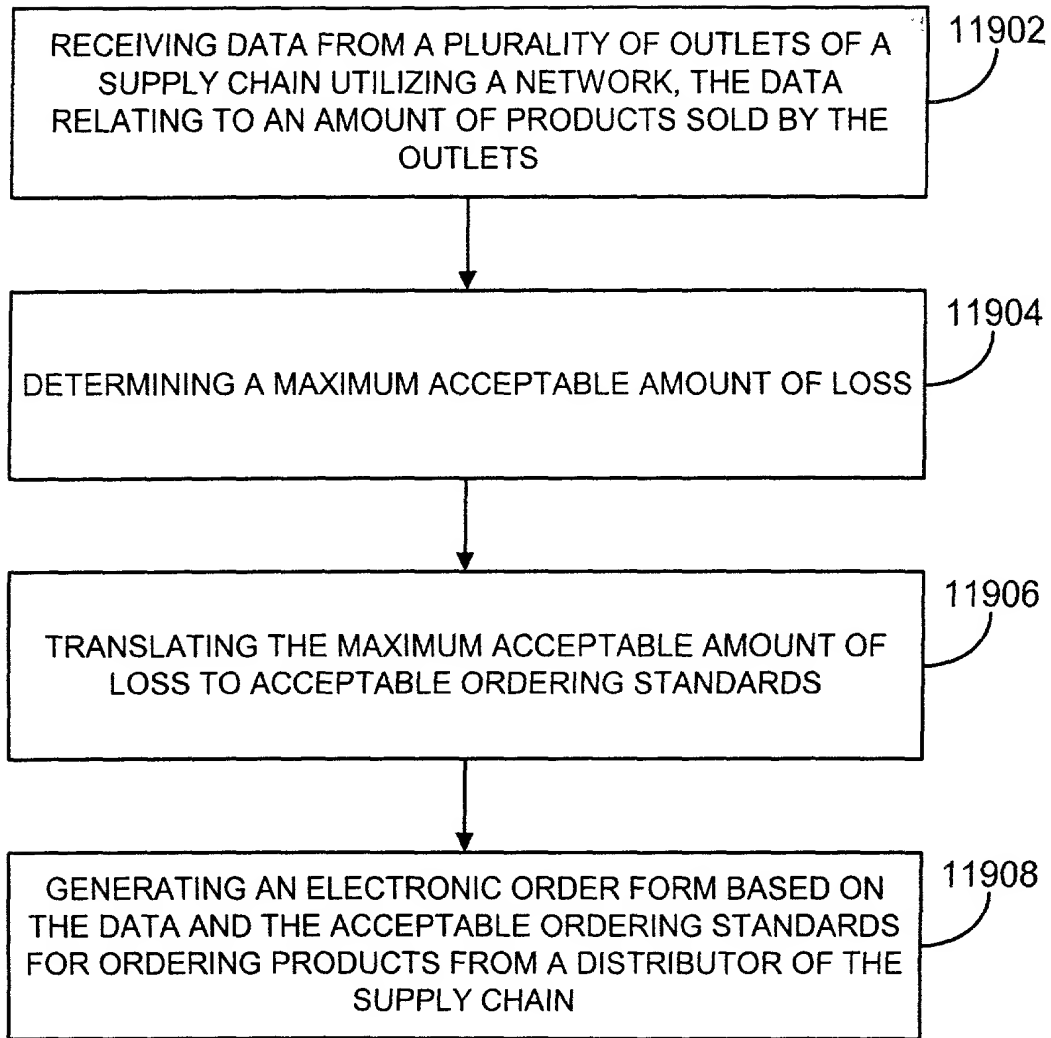 RECEIVING DATA FROM A PLURALITY OF OUTLETS OF A
SUPPLY CHAIN UTILIZING A NETWORK, THE DATA
RELATING TO AN AMOUNT OF PRODUCTS SOLD BY THE
OUTLETS
11902
DETERMINING A MAXIMUM ACCEPTABLE AMOUNT OF LOSS
11904
TRANSLATING THE MAXIMUM ACCEPTABLE AMOUNT OF
LOSS TO ACCEPTABLE ORDERING STANDARDS
11906
GENERATING AN ELECTRONIC ORDER FORM BASED ON
THE DATA AND THE ACCEPTABLE ORDERING STANDARDS
FOR ORDERING PRODUCTS FROM A DISTRIBUTOR OF THE
SUPPLY CHAIN
11908